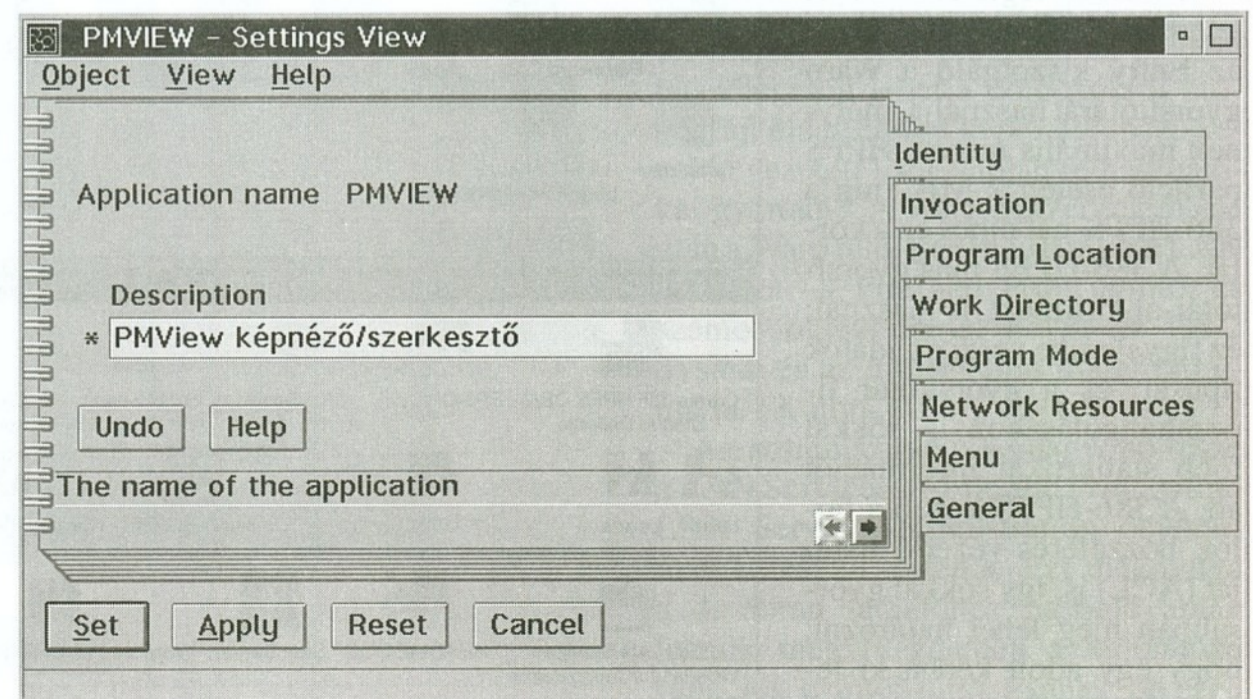 PMVIEW - Settings View
Object View Help
Application name PMVIEW
Description
* PMView képnéző/szerkesztő
Undo Help
The name of the application
Identity
Invocation
Program Location
Work Directory
Program Mode
Network Resources
Menu
General
Set Apply Reset Cancel